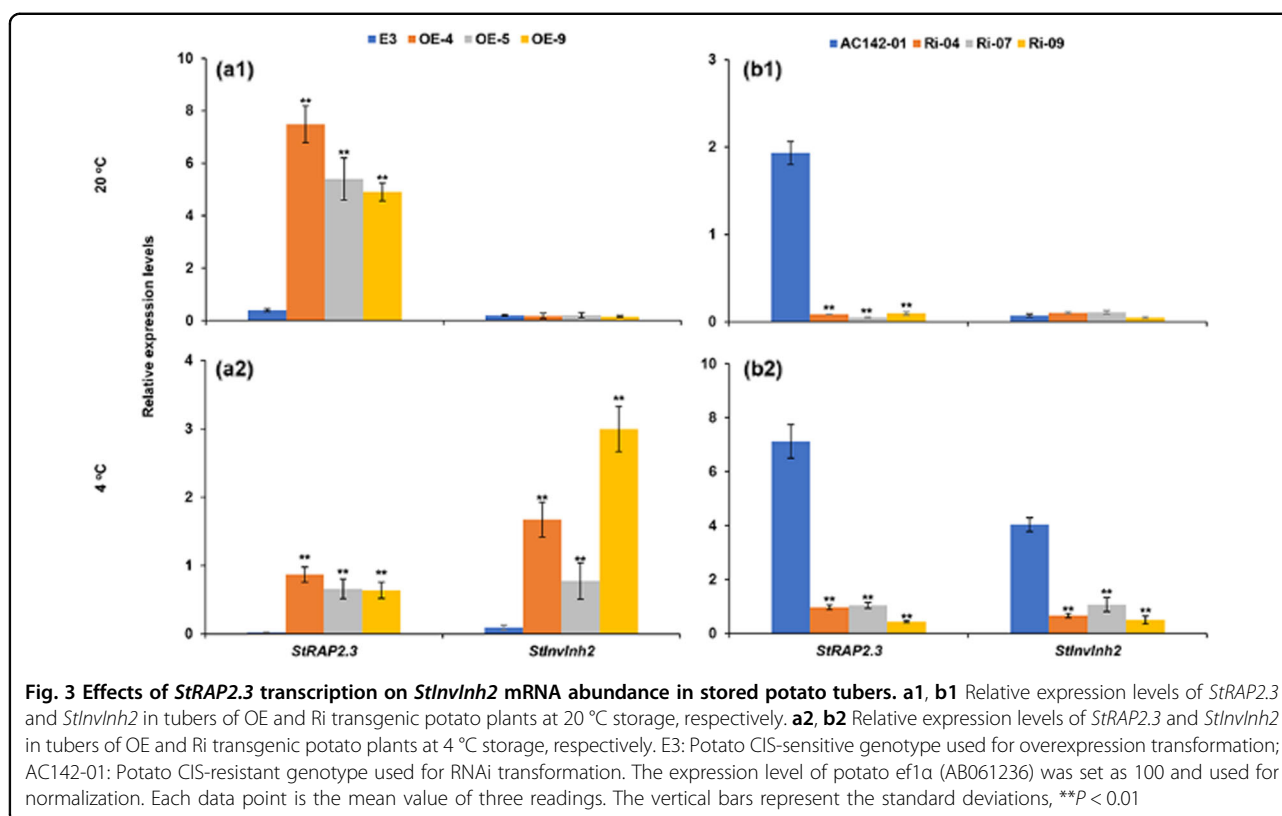 E3 OE-4 OE-5 OE-9
AC142-01 Ri-04 Ri-07 Ri-09
(a1)
10
8
6
4
2
0
**
**
**
(b1)
3
2
1
0
**
**
**
20 °C
Relative expression levels
4 °C
(a2)
4
3
2
1
0
**
**
**
**
**
**
StRAP2.3
StInvInh2
(b2)
10
8
6
4
2
0
**
**
**
**
**
**
StRAP2.3
StInvInh2
Fig. 3 Effects of StRAP2.3 transcription on StInvInh2 mRNA abundance in stored potato tubers. a1, b1 Relative expression levels of StRAP2.3
and StInvInh2 in tubers of OE and Ri transgenic potato plants at 20 °C storage, respectively. a2, b2 Relative expression levels of StRAP2.3 and StInvInh2
in tubers of OE and Ri transgenic potato plants at 4 °C storage, respectively. E3: Potato CIS-sensitive genotype used for overexpression transformation;
AC142-01: Potato CIS-resistant genotype used for RNAi transformation. The expression level of potato ef1α (AB061236) was set as 100 and used for
normalization. Each data point is the mean value of three readings. The vertical bars represent the standard deviations, **P < 0.01